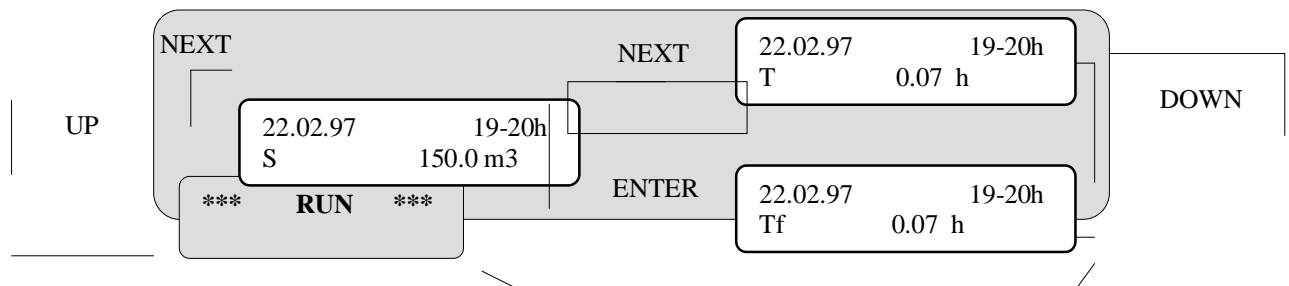 NEXT
NEXT
22.02.97 19-20h
T 0.07 h
UP
DOWN
22.02.97 19-20h
S 150.0 m3
*** RUN ***
ENTER
22.02.97 19-20h
Tf 0.07 h